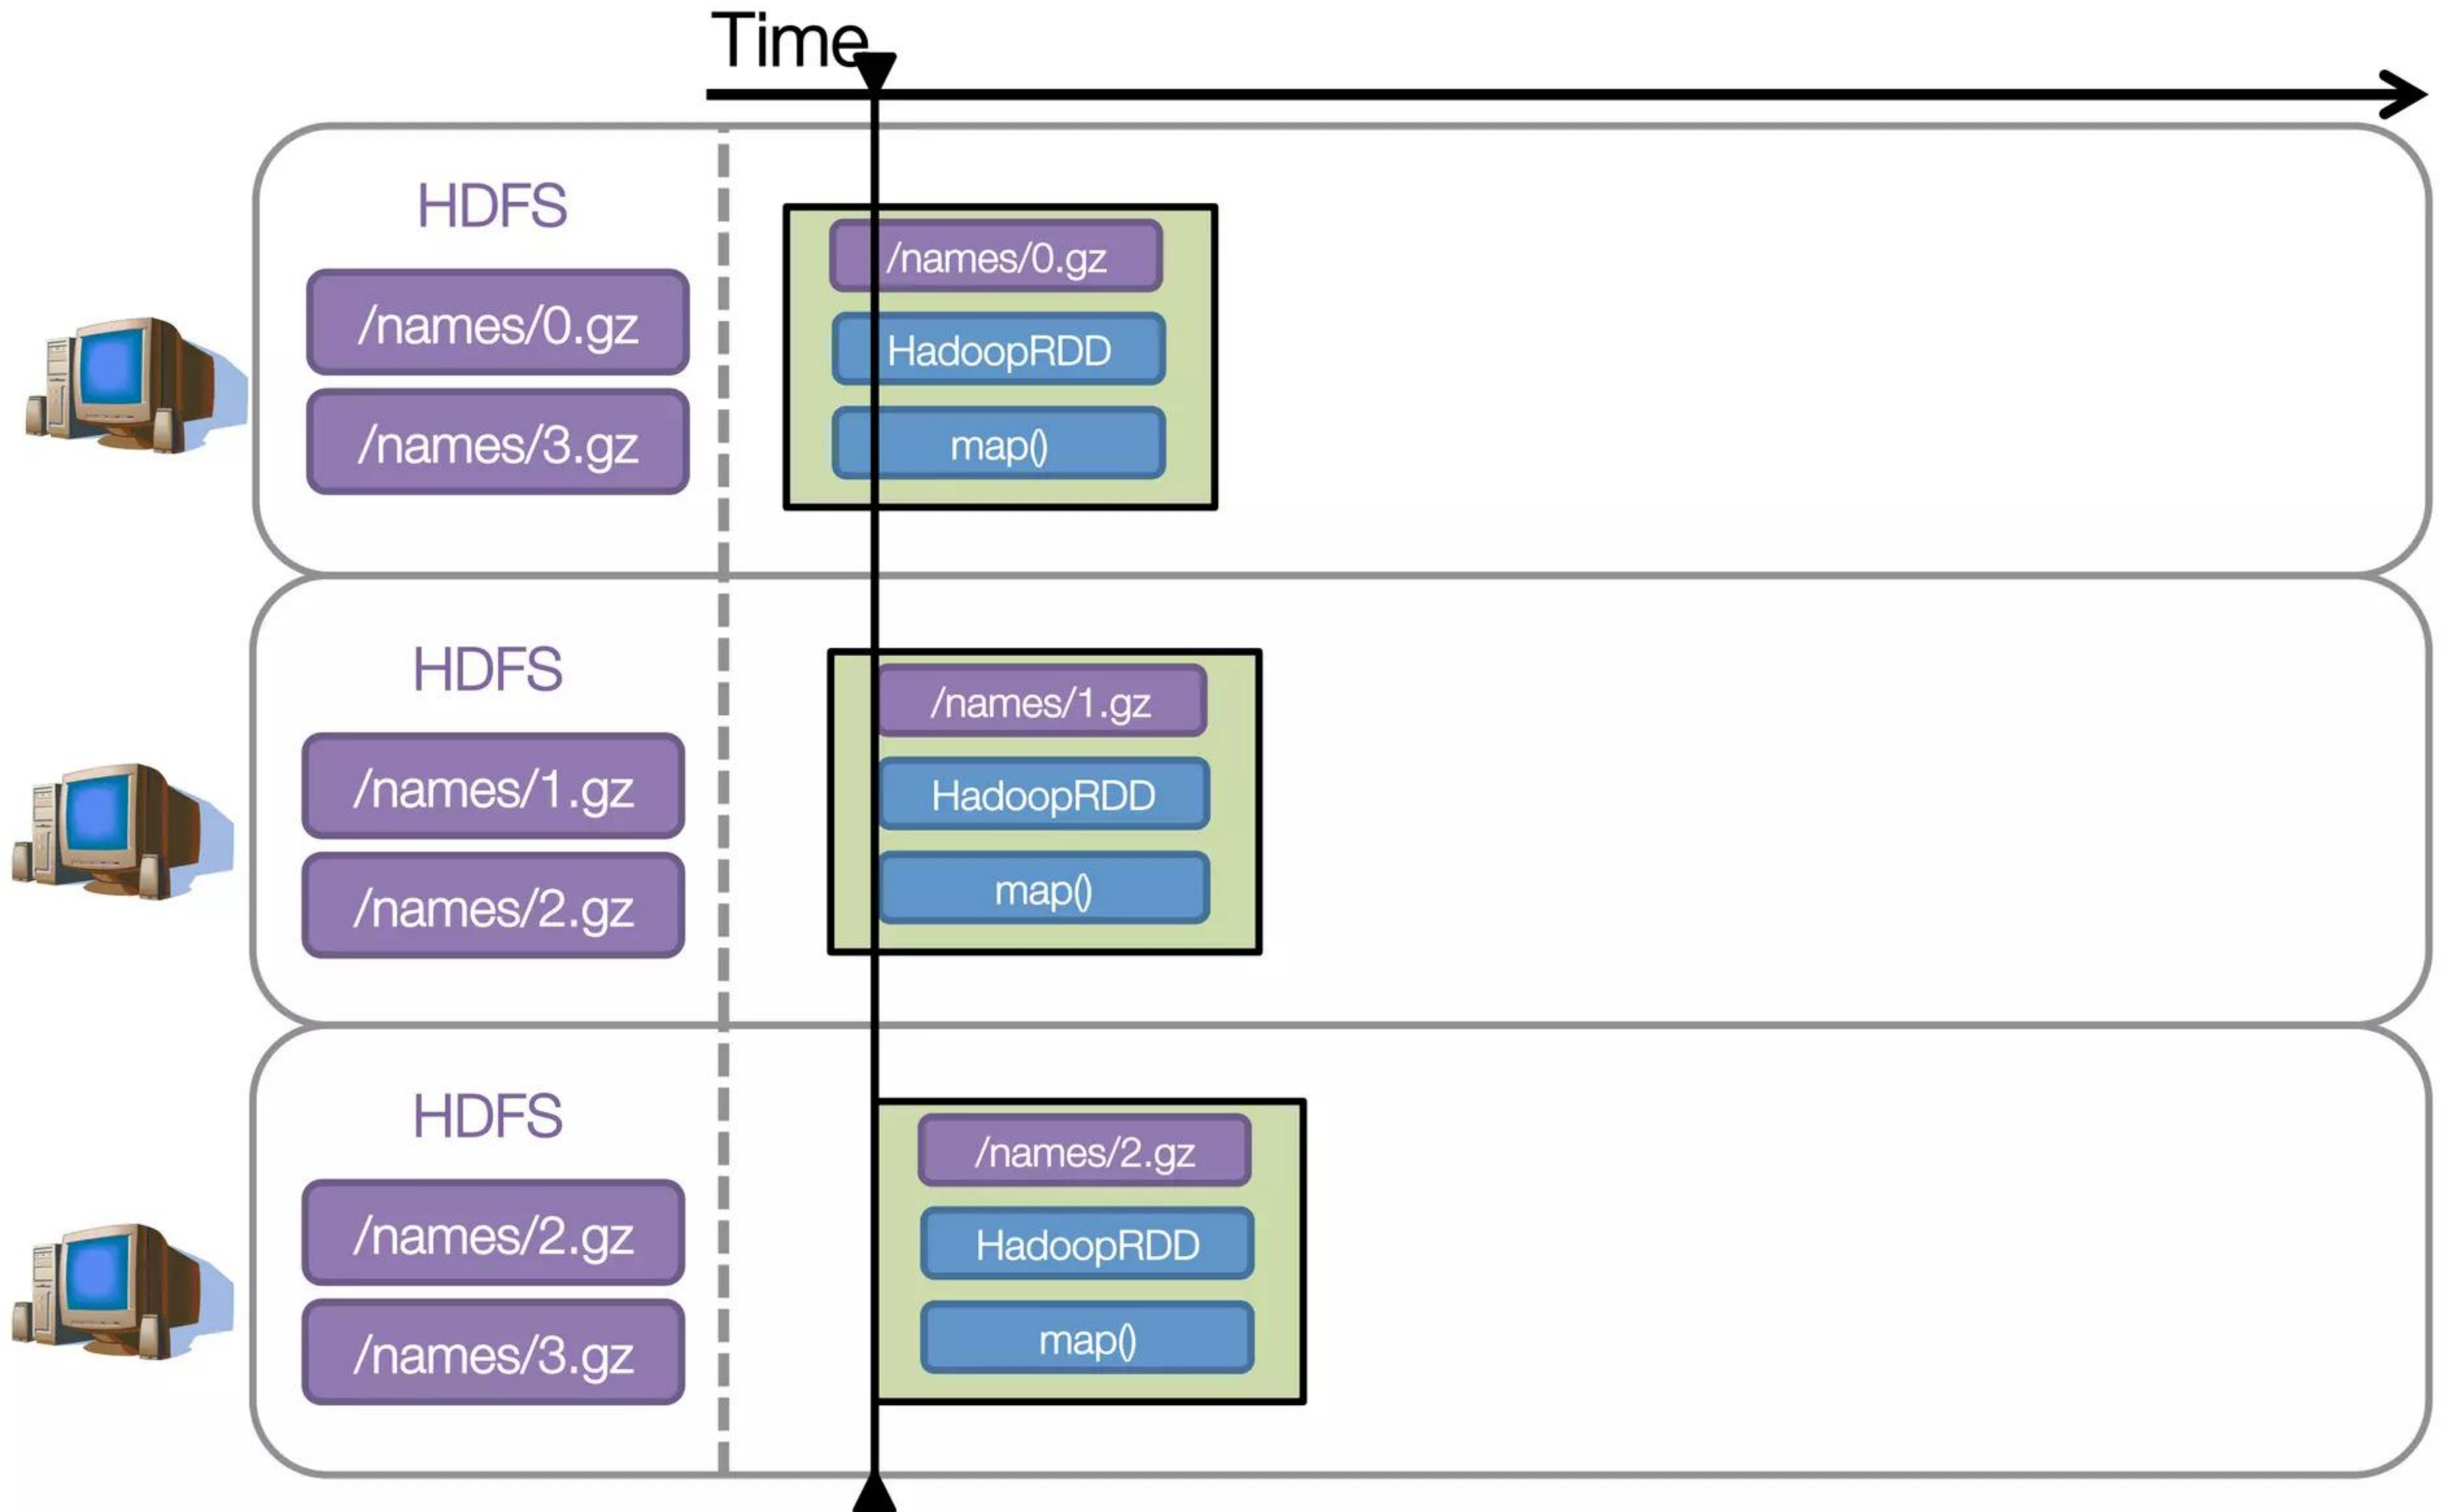 Time
HDFS
/names/0.gz
/names/3.gz
/names/0.gz
HadoopRDD
map()
HDFS
/names/1.gz
/names/2.gz
/names/1.gz
HadoopRDD
map()
HDFS
/names/2.gz
/names/3.gz
/names/2.gz
HadoopRDD
map()